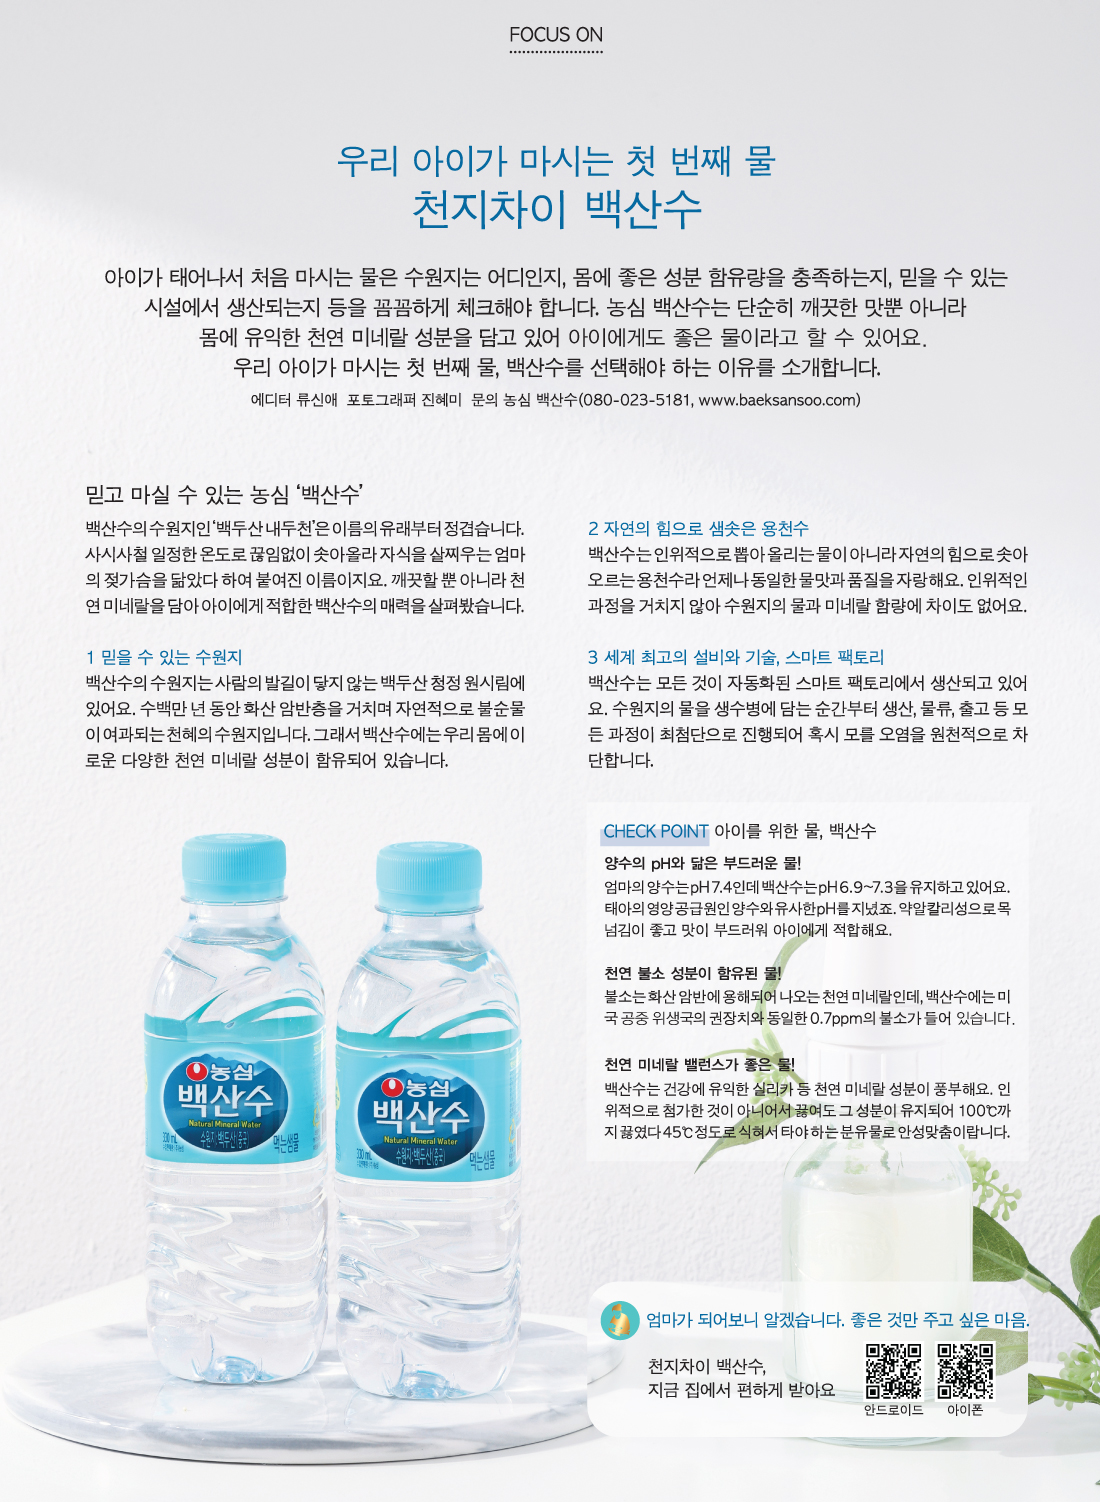 FOCUS ON
우리 아이가 마시는 첫 번째 물
천지차이 백산수
아이가 태어나서 처음 마시는 물은 수원지는 어디인지, 몸에 좋은 성분 함유량을 충족하는지, 믿을 수 있는
시설에서 생산되는지 등을 꼼꼼하게 체크해야 합니다. 농심 백산수는 단순히 깨끗한 맛뿐 아니라
몸에 유익한 천연 미네랄 성분을 담고 있어 아이에게도 좋은 물이라고 할 수 있어요.
우리 아이가 마시는 첫 번째 물, 백산수를 선택해야 하는 이유를 소개합니다.
에디터 류신애 포토그래퍼 진혜미 문의 농심 백산수(080-023-5181, www.baeksansoo.com)
믿고 마실 수 있는 농심 ‘백산수’
백산수의 수원지인 ‘백두산 내두천’은 이름의 유래부터 정겹습니다.
사시사철 일정한 온도로 끊임없이 솟아올라 자식을 살찌우는 엄마
의 젖가슴을 닮았다 하여 붙여진 이름이지요. 깨끗할 뿐 아니라 천
연 미네랄을 담아 아이에게 적합한 백산수의 매력을 살펴봤습니다.
1 믿을 수 있는 수원지
백산수의 수원지는 사람의 발길이 닿지 않는 백두산 청정 원시림에
있어요. 수백만 년 동안 화산 암반층을 거치며 자연적으로 불순물
이 여과되는 천혜의 수원지입니다. 그래서 백산수에는 우리 몸에 이
로운 다양한 천연 미네랄 성분이 함유되어 있습니다.
2 자연의 힘으로 샘솟은 용천수
백산수는 인위적으로 뽑아 올리는 물이 아니라 자연의 힘으로 솟아
오르는 용천수라 언제나 동일한 물맛과 품질을 자랑해요. 인위적인
과정을 거치지 않아 수원지의 물과 미네랄 함량에 차이도 없어요.
3 세계 최고의 설비와 기술, 스마트 팩토리
백산수는 모든 것이 자동화된 스마트 팩토리에서 생산되고 있어
요. 수원지의 물을 생수병에 담는 순간부터 생산, 물류, 출고 등 모
든 과정이 최첨단으로 진행되어 혹시 모를 오염을 원천적으로 차
단합니다.
CHECK POINT 아이를 위한 물, 백산수
양수의 pH와 닮은 부드러운 물!
엄마의 양수는 pH 7.4인데 백산수는 pH 6.9~7.3을 유지하고 있어요.
태아의 영양 공급원인 양수와 유사한 pH를 지녔죠. 약알칼리성으로 목
넘김이 좋고 맛이 부드러워 아이에게 적합해요.
천연 불소 성분이 함유된 물!
불소는 화산 암반에 용해되어 나오는 천연 미네랄인데, 백산수에는 미
국 공중 위생국의 권장치와 동일한 0.7ppm의 불소가 들어 있습니다.
천연 미네랄 밸런스가 좋은 물!
백산수는 건강에 유익한 실리카 등 천연 미네랄 성분이 풍부해요. 인
위적으로 첨가한 것이 아니어서 끓여도 그 성분이 유지되어 100℃까
지 끓였다 45℃ 정도로 식혀서 타야 하는 분유물로 안성맞춤이랍니다.
농심
백산수
Natural Mineral Water
330 mL
수원지:백두산(중국)
먹는샘물
농심
백산수
Natural Mineral Water
330 mL
수원지:백두산(중국)
먹는샘물
엄마가 되어보니 알겠습니다. 좋은 것만 주고 싶은 마음.
천지차이 백산수,
지금 집에서 편하게 받아요
안드로이드 아이폰